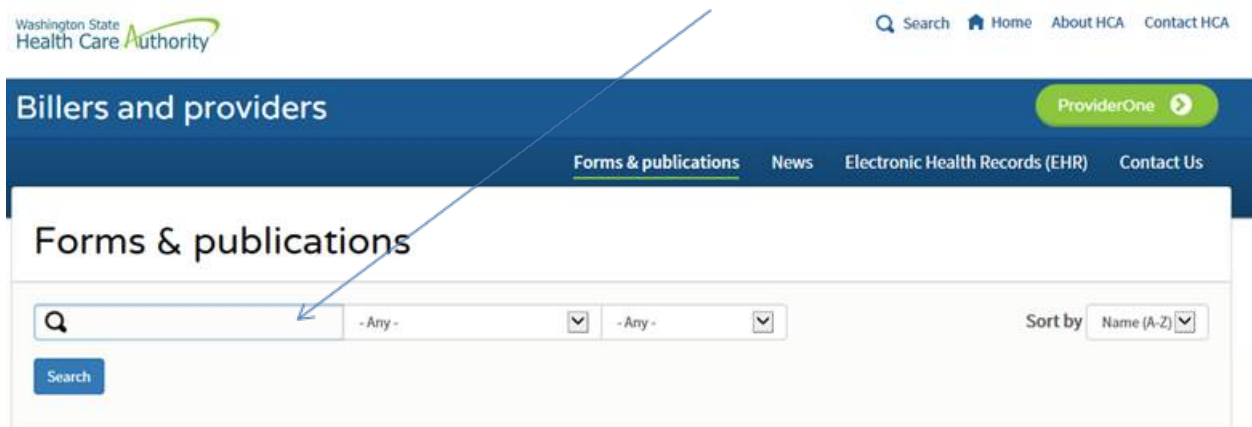 Washington State
Health Care Authority
Search Home About HCA Contact HCA
Billers and providers
ProviderOne
Forms & publications News Electronic Health Records (EHR) Contact Us
Forms & publications
- Any - - Any - Sort by Name (A-Z)
Search